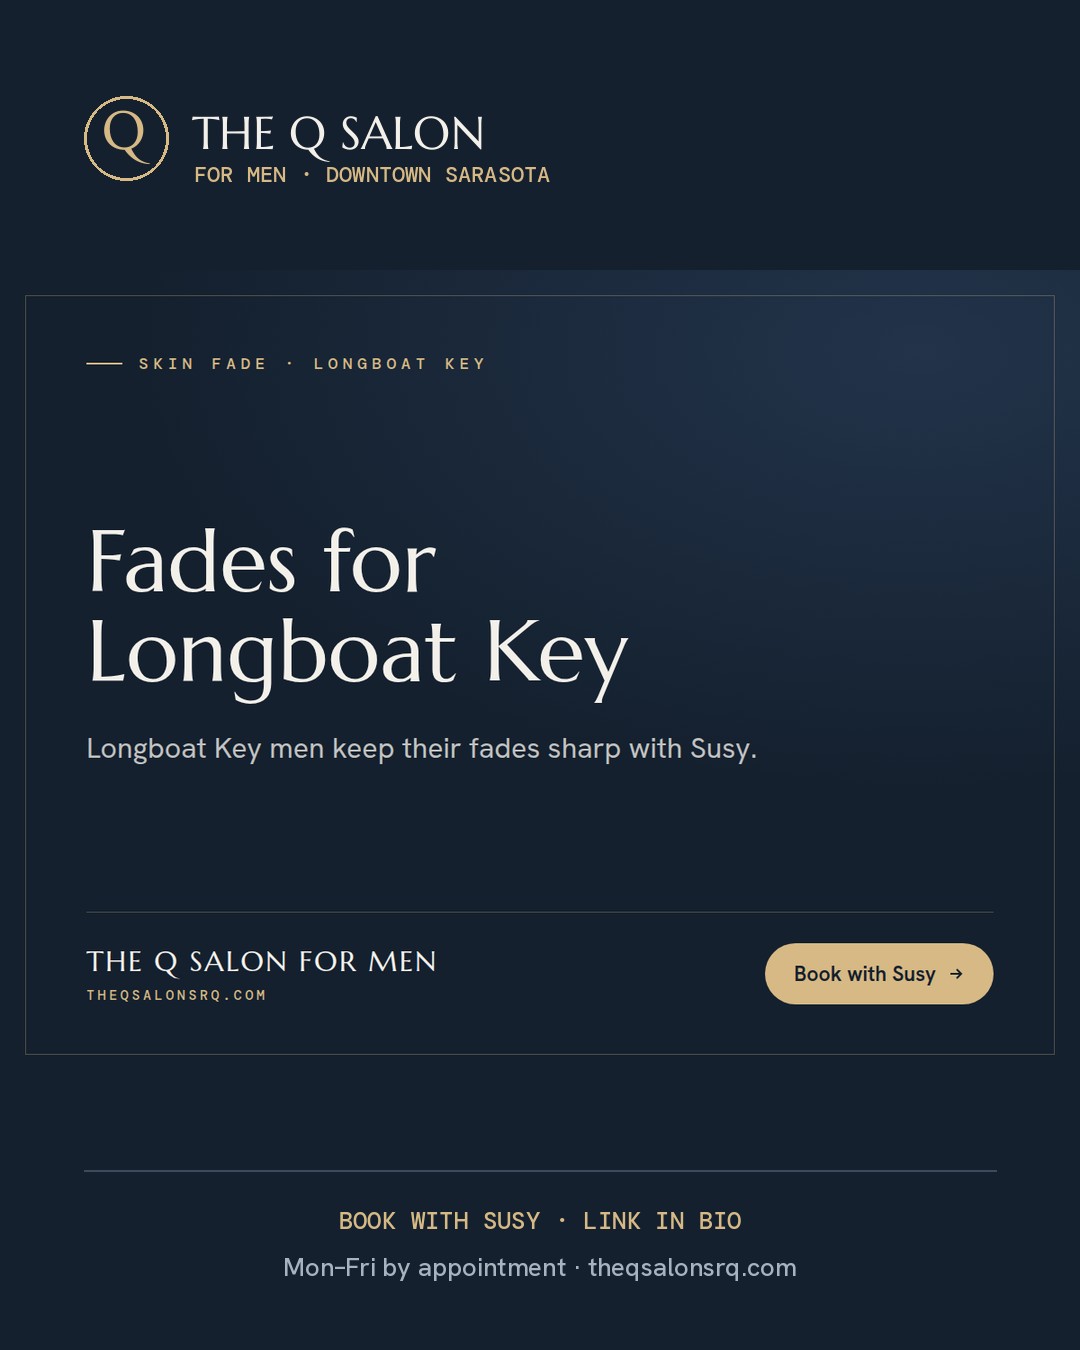 Q
THE Q SALON
FOR MEN · DOWNTOWN SARASOTA
SKIN FADE · LONGBOAT KEY
Fades for
Longboat Key
Longboat Key men keep their fades sharp with Susy.
THE Q SALON FOR MEN
THEQSALONSRQ.COM
Book with Susy →
BOOK WITH SUSY · LINK IN BIO
Mon–Fri by appointment · theqsalonsrq.com